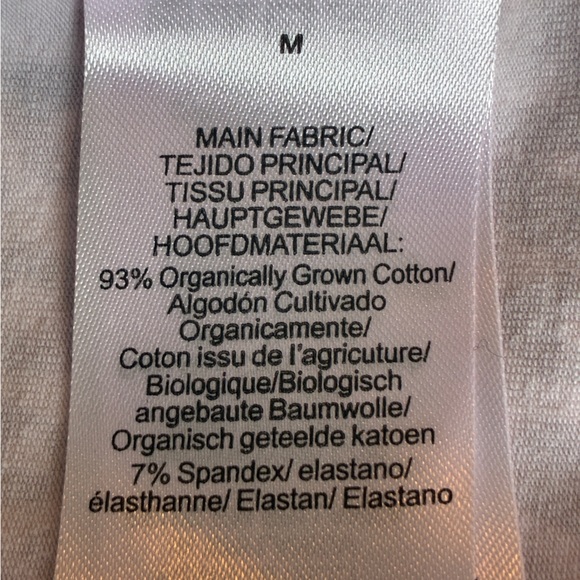 M
MAIN FABRIC/
TEJIDO PRINCIPAL/
TISSU PRINCIPAL/
HAUPTGEWEBE/
HOOFDMATERIAAL:
93% Organically Grown Cotton/
Algodón Cultivado
Organicamente/
Coton issu de l'agricuture/
Biologique/Biologisch
angebaute Baumwolle/
Organisch geteelde katoen
7% Spandex/ elastano/
élasthanne/ Elastan/ Elastano